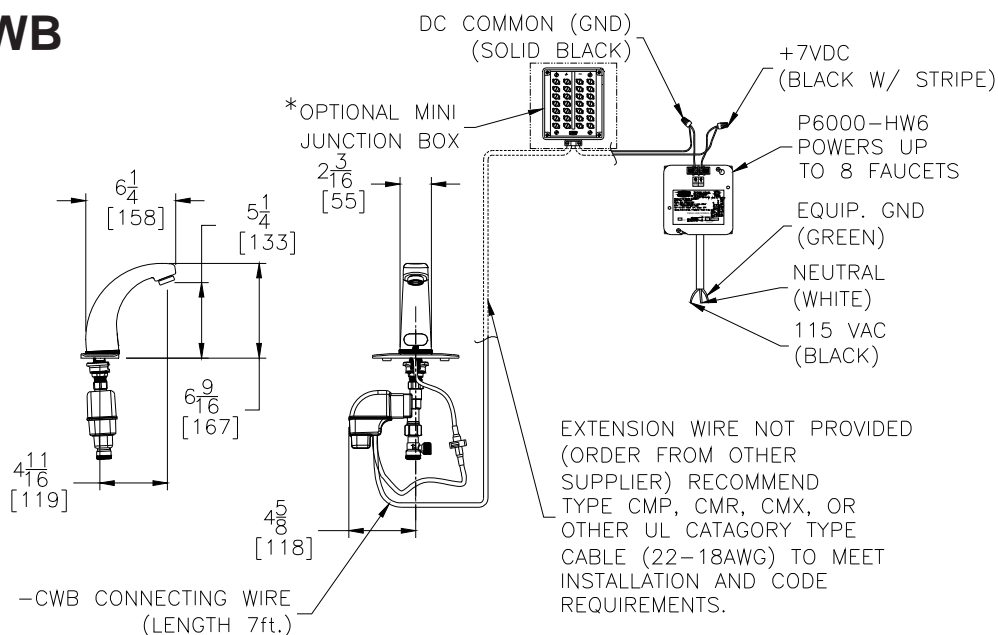 WB
DC COMMON (GND)
(SOLID BLACK)
+7VDC
(BLACK W/ STRIPE)
*OPTIONAL MINI
JUNCTION BOX
P6000-HW6
POWERS UP
TO 8 FAUCETS
EQUIP. GND
(GREEN)
NEUTRAL
(WHITE)
115 VAC
(BLACK)
6 1/4
[158]
5 1/4
[133]
2 3/16
[55]
6 9/16
[167]
4 11/16
[119]
4 5/8
[118]
EXTENSION WIRE NOT PROVIDED
(ORDER FROM OTHER
SUPPLIER) RECOMMEND
TYPE CMP, CMR, CMX, OR
OTHER UL CATAGORY TYPE
CABLE (22-18AWG) TO MEET
INSTALLATION AND CODE
REQUIREMENTS.
-CWB CONNECTING WIRE
(LENGTH 7ft.)